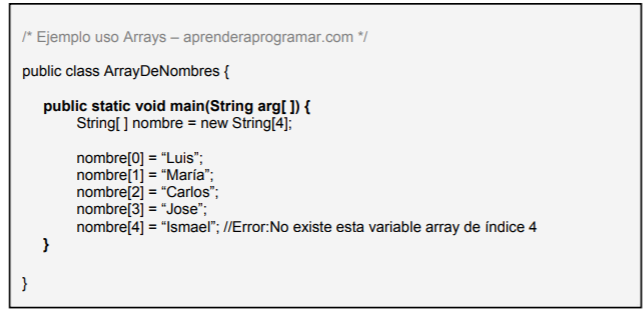 /* Ejemplo uso Arrays – aprenderaprogramar.com */
public class ArrayDeNombres {
public static void main(String arg[ ]) {
String[ ] nombre = new String[4];
nombre[0] = “Luis”;
nombre[1] = “María”;
nombre[2] = “Carlos”;
nombre[3] = “Jose”;
nombre[4] = “Ismael”; //Error:No existe esta variable array de índice 4
}
}